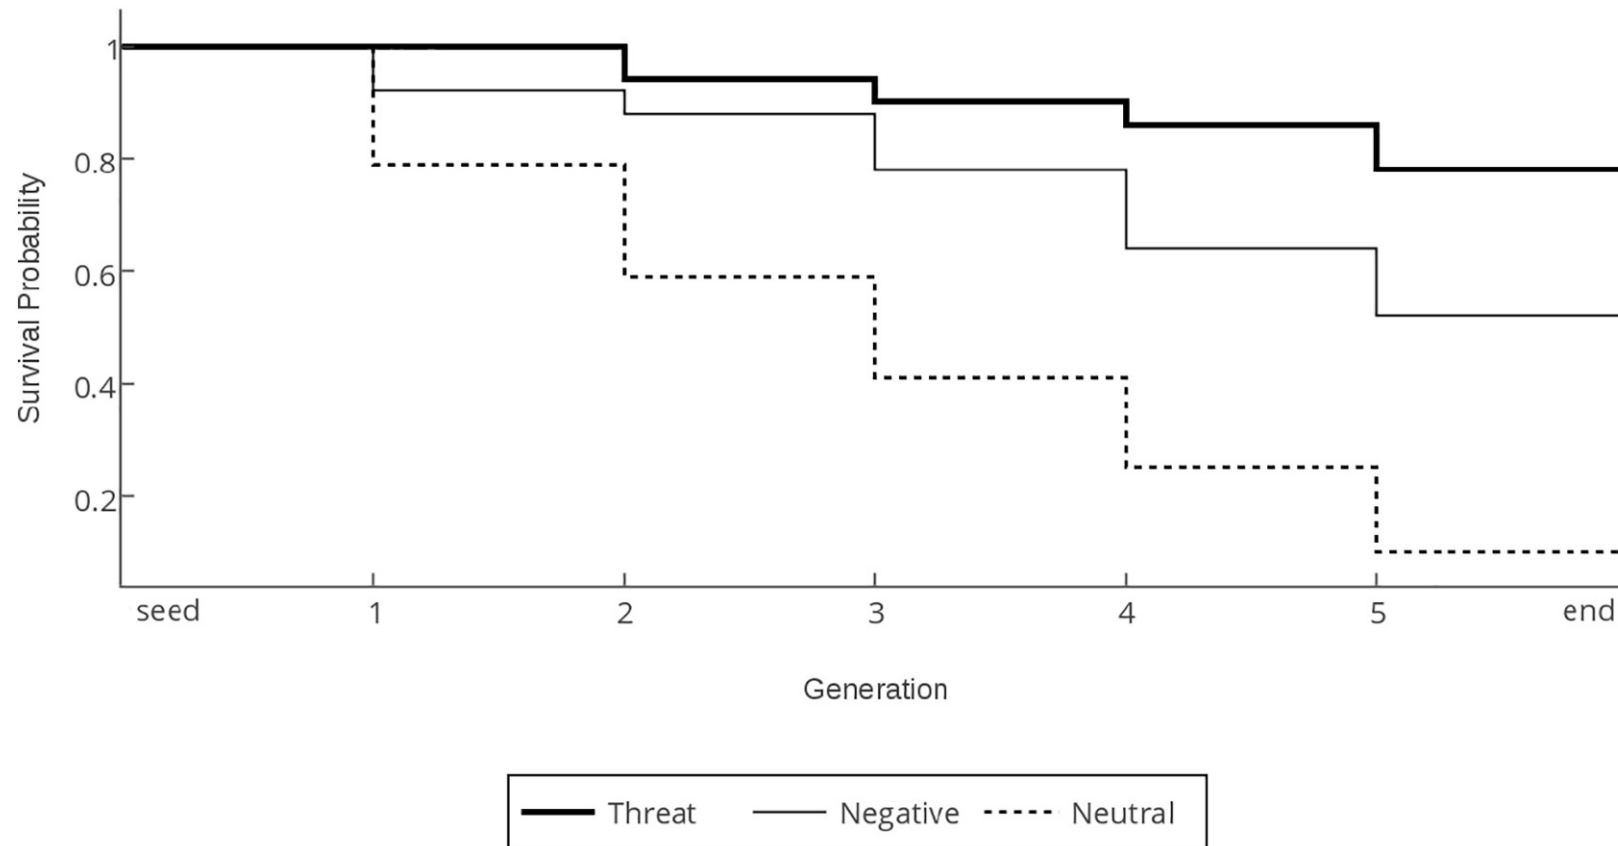 Survival Probability
1
0.8
0.6
0.4
0.2
seed 1 2 3 4 5 end
Generation
Threat Negative Neutral